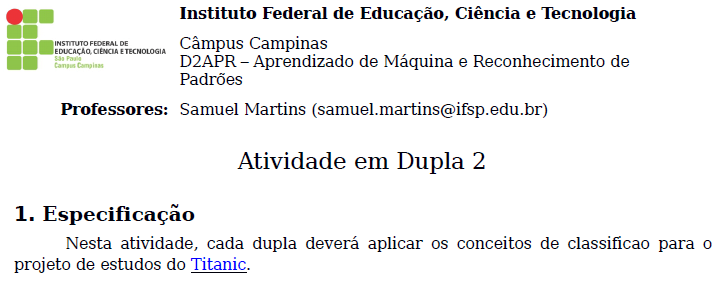 Instituto Federal de Educação, Ciência e Tecnologia
INSTITUTO FEDERAL DE
EDUCAÇÃO, CIÊNCIA E TECNOLOGIA
São Paulo
Campus Campinas
Câmpus Campinas
D2APR – Aprendizado de Máquina e Reconhecimento de
Padrões
Professores: Samuel Martins (samuel.martins@ifsp.edu.br)
Atividade em Dupla 2
1. Especificação
Nesta atividade, cada dupla deverá aplicar os conceitos de classificao para o
projeto de estudos do Titanic.